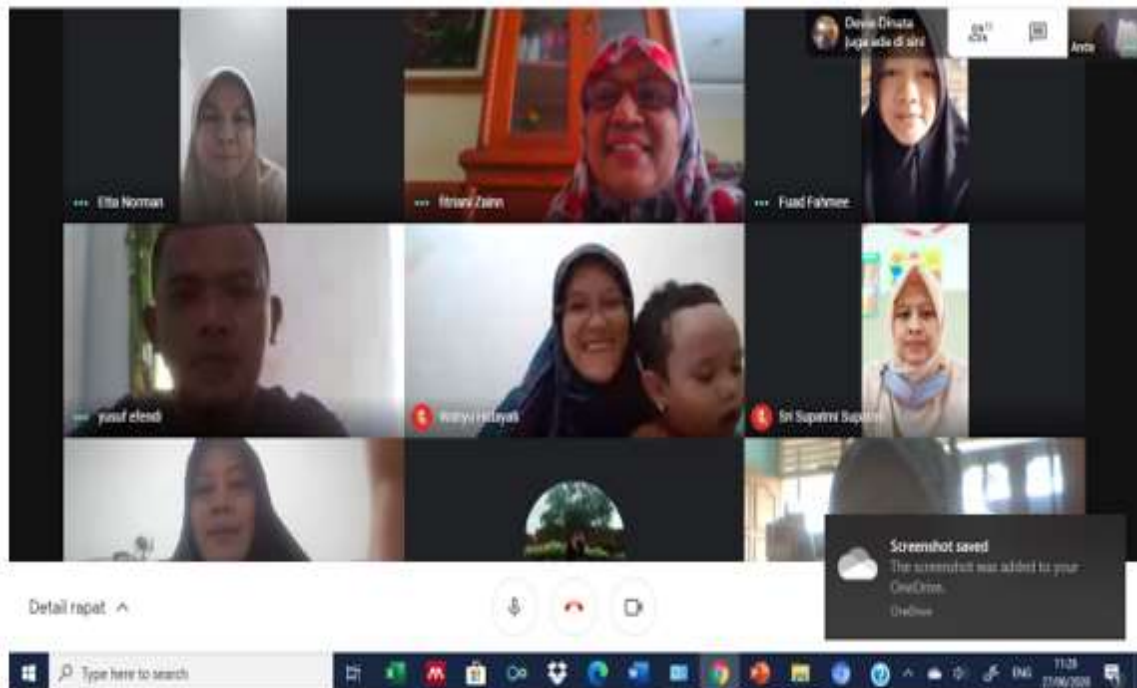 Devie Dinata
juga ada di sini
Anda
Etta Norman
fitriani Zainn
Fuad Fahmee
yusuf efendi
Wahyu Hidayati
Sri Supatmi
Screenshot saved
The screenshot was added to your
OneDrive.
OneDrive
Detail rapat
Type here to search
ENG
11:28
27/06/2020